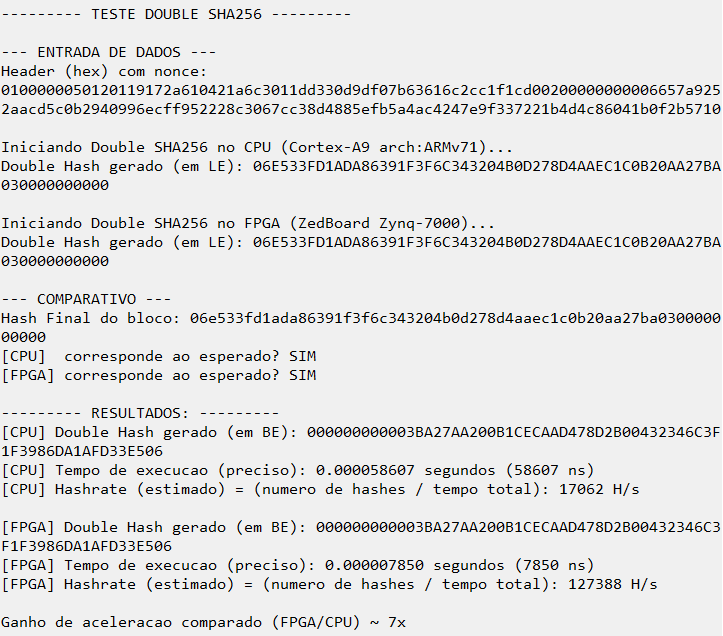 --------- TESTE DOUBLE SHA256 ---------
--- ENTRADA DE DADOS ---
Header (hex) com nonce:
0100000050120119172a610421a6c3011dd330d9df07b63616c2cc1f1cd00200000000006657a925
2aacd5c0b2940996ecff952228c3067cc38d4885efb5a4ac4247e9f337221b4d4c86041b0f2b5710
Iniciando Double SHA256 no CPU (Cortex-A9 arch:ARMv71)...
Double Hash gerado (em LE): 06E533FD1ADA86391F3F6C343204B0D278D4AAEC1C0B20AA27BA
030000000000
Iniciando Double SHA256 no FPGA (ZedBoard Zynq-7000)...
Double Hash gerado (em LE): 06E533FD1ADA86391F3F6C343204B0D278D4AAEC1C0B20AA27BA
030000000000
--- COMPARATIVO ---
Hash Final do bloco: 06e533fd1ada86391f3f6c343204b0d278d4aaec1c0b20aa27ba0300000
00000
[CPU]  corresponde ao esperado? SIM
[FPGA] corresponde ao esperado? SIM
--------- RESULTADOS: ---------
[CPU] Double Hash gerado (em BE): 000000000003BA27AA200B1CECAAD478D2B00432346C3F
1F3986DA1AFD33E506
[CPU] Tempo de execucao (preciso): 0.000058607 segundos (58607 ns)
[CPU] Hashrate (estimado) = (numero de hashes / tempo total): 17062 H/s
[FPGA] Double Hash gerado (em BE): 000000000003BA27AA200B1CECAAD478D2B00432346C3
F1F3986DA1AFD33E506
[FPGA] Tempo de execucao (preciso): 0.000007850 segundos (7850 ns)
[FPGA] Hashrate (estimado) = (numero de hashes / tempo total): 127388 H/s
Ganho de aceleracao comparado (FPGA/CPU) ~ 7x